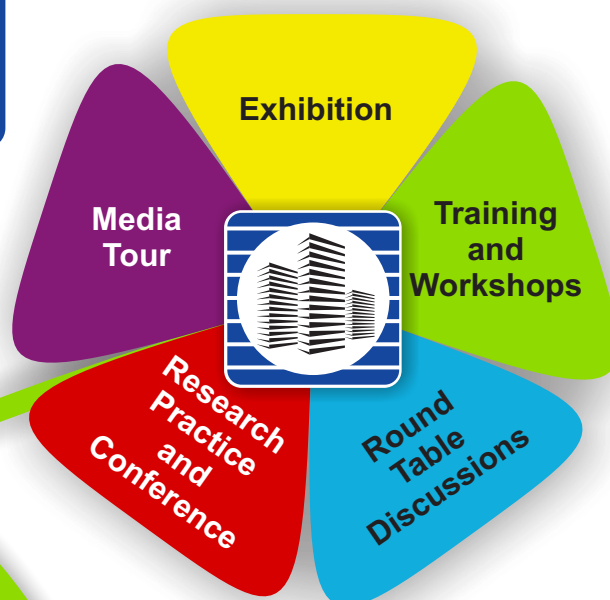 Exhibition
Media
Tour
Training
and
Workshops
Research
Practice
and
Conference
Round
Table
Discussions